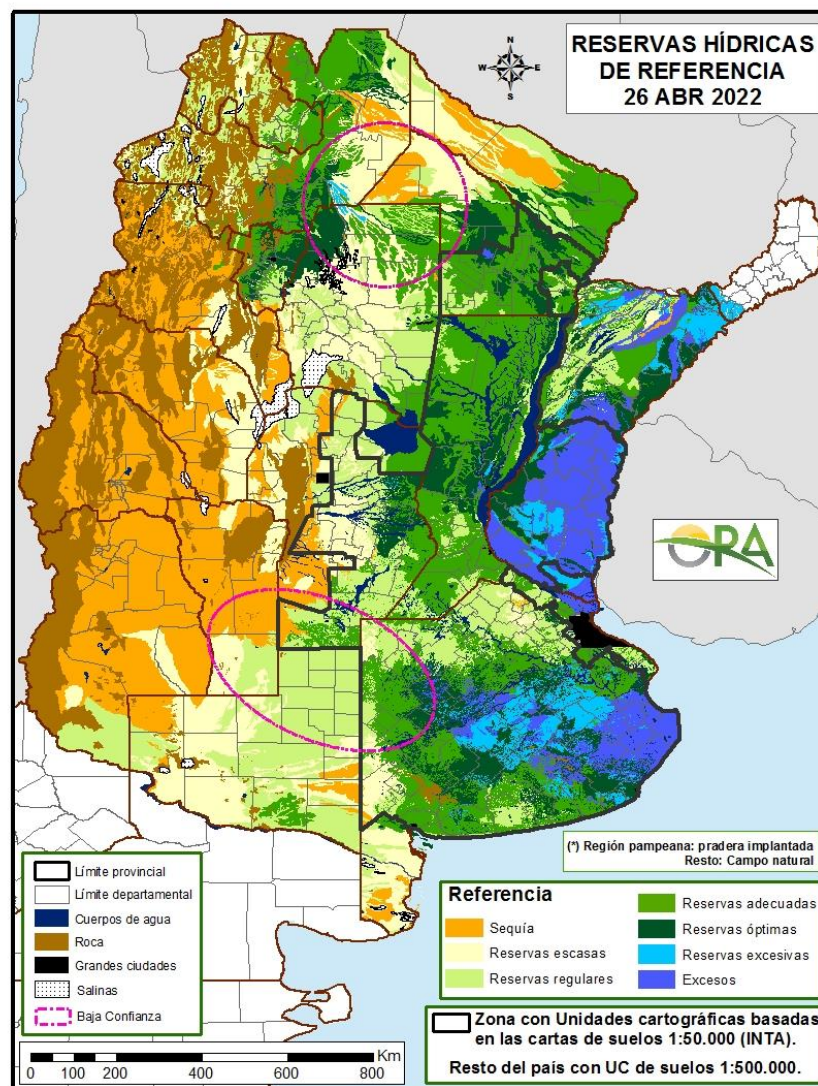 RESERVAS HÍDRICAS
DE REFERENCIA
26 ABR 2022
N
W
E
S
ORA
(*) Región pampeana: pradera implantada
Resto: Campo natural
Límite provincial
Límite departamental
Cuerpos de agua
Roca
Grandes ciudades
Salinas
Baja Confianza
Referencia
Sequía
Reservas escasas
Reservas regulares
Reservas adecuadas
Reservas óptimas
Reservas excesivas
Excesos
Zona con Unidades cartográficas basadas
en las cartas de suelos 1:50.000 (INTA).
Resto del país con UC de suelos 1:500.000.
0 100 200 400 600 800 Km